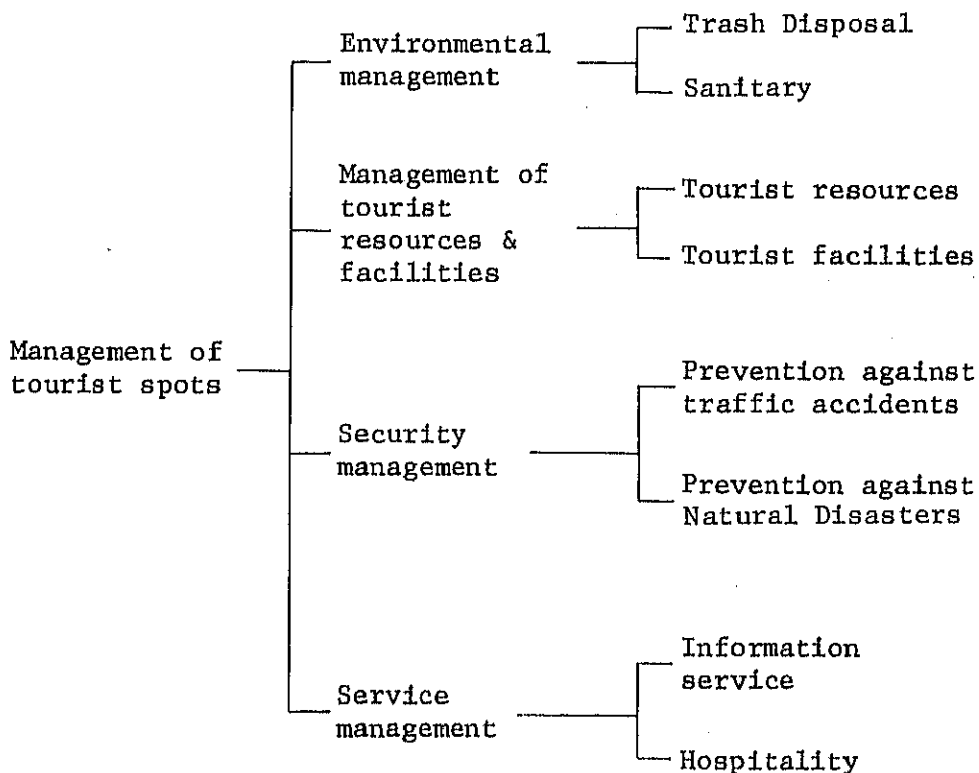 Management of
tourist spots
Environmental
management
Trash Disposal
Sanitary
Management of
tourist
resources &
facilities
Tourist resources
Tourist facilities
Security
management
Prevention against
traffic accidents
Prevention against
Natural Disasters
Service
management
Information
service
Hospitality